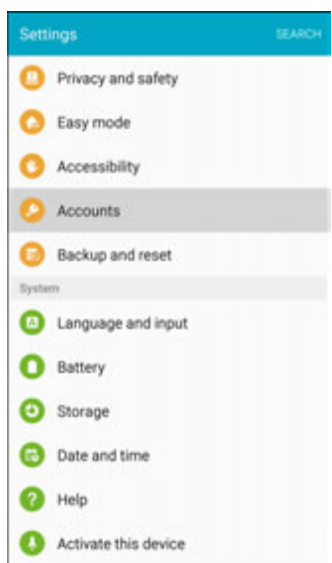 Settings SEARCH
Privacy and safety
Easy mode
Accessibility
Accounts
Backup and reset
System
A Language and input
Battery
Storage
Date and time
? Help
Activate this device